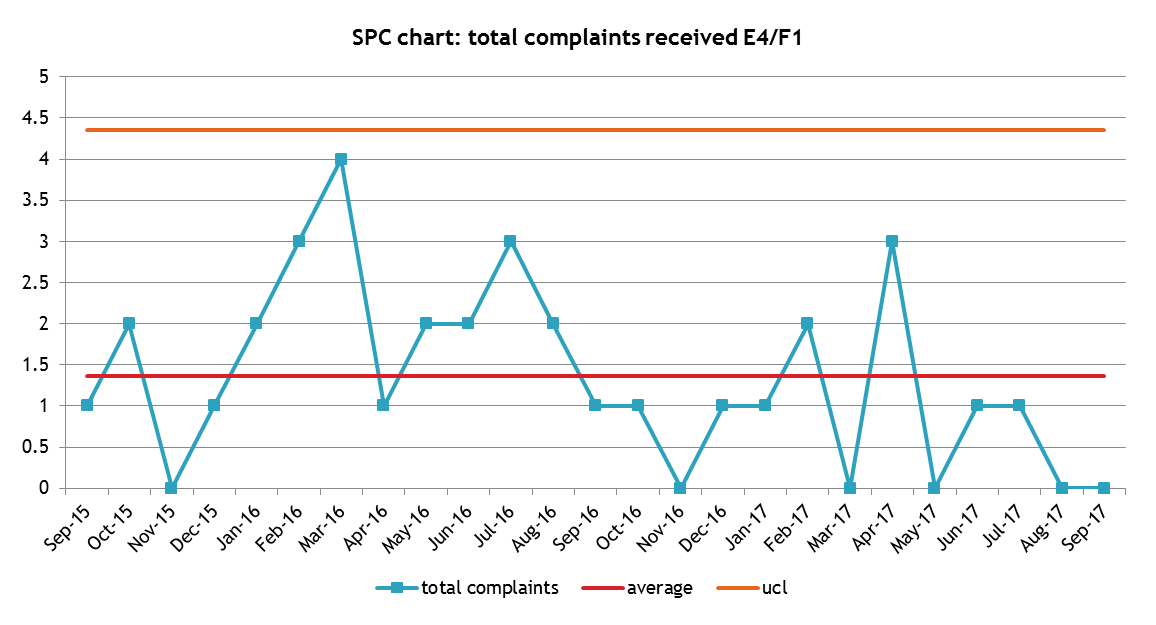 SPC chart: total complaints received E4/F1
5
4.5
4
3.5
3
2.5
2
1.5
1
0.5
0
Sep-15
Oct-15
Nov-15
Dec-15
Jan-16
Feb-16
Mar-16
Apr-16
May-16
Jun-16
Jul-16
Aug-16
Sep-16
Oct-16
Nov-16
Dec-16
Jan-17
Feb-17
Mar-17
Apr-17
May-17
Jun-17
Jul-17
Aug-17
Sep-17
total complaints average ucl